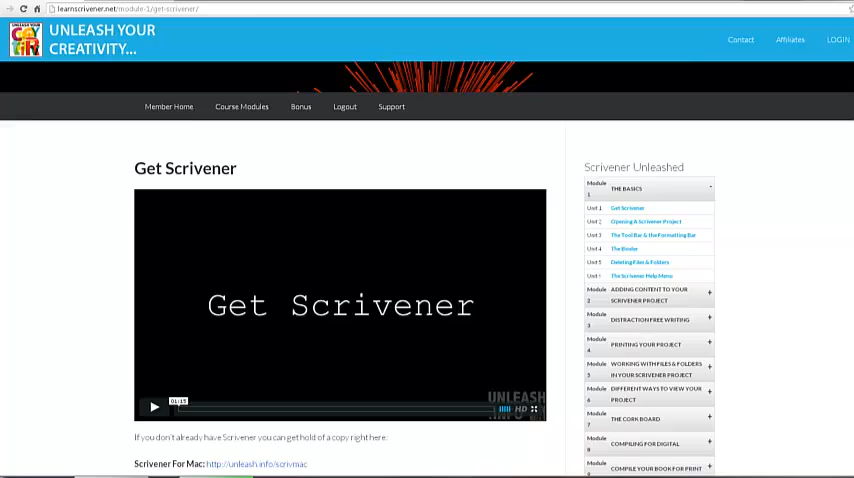 learnscrivener.net/module-1/get-scrivener/
UNLEASH YOUR
UNLEASH YOUR
CREATIVITY...
Contact
Affiliates
LOGIN
Member Home
Course Modules
Bonus
Logout
Support
Get Scrivener
Get Scrivener
01:15
UNLEASH
.INFO
HD
If you don't already have Scrivener you can get hold of a copy right here:
Scrivener For Mac: http://unleash.info/scrivmac
Scrivener Unleashed
Module 1 THE BASICS -
Unit 1 Get Scrivener
Unit 2 Opening A Scrivener Project
Unit 3 The Tool Bar & the Formatting Bar
Unit 4 The Binder
Unit 5 Deleting Files & Folders
Unit The Scrivener Help Menu
Module 2 ADDING CONTENT TO YOUR SCRIVENER PROJECT +
Module 3 DISTRACTION FREE WRITING +
Module 4 PRINTING YOUR PROJECT +
Module 5 WORKING WITH FILES & FOLDERS IN YOUR SCRIVENER PROJECT +
Module 6 DIFFERENT WAYS TO VIEW YOUR PROJECT +
Module 7 THE CORK BOARD +
Module 8 COMPILING FOR DIGITAL +
Module COMPILE YOUR BOOK FOR PRINT +